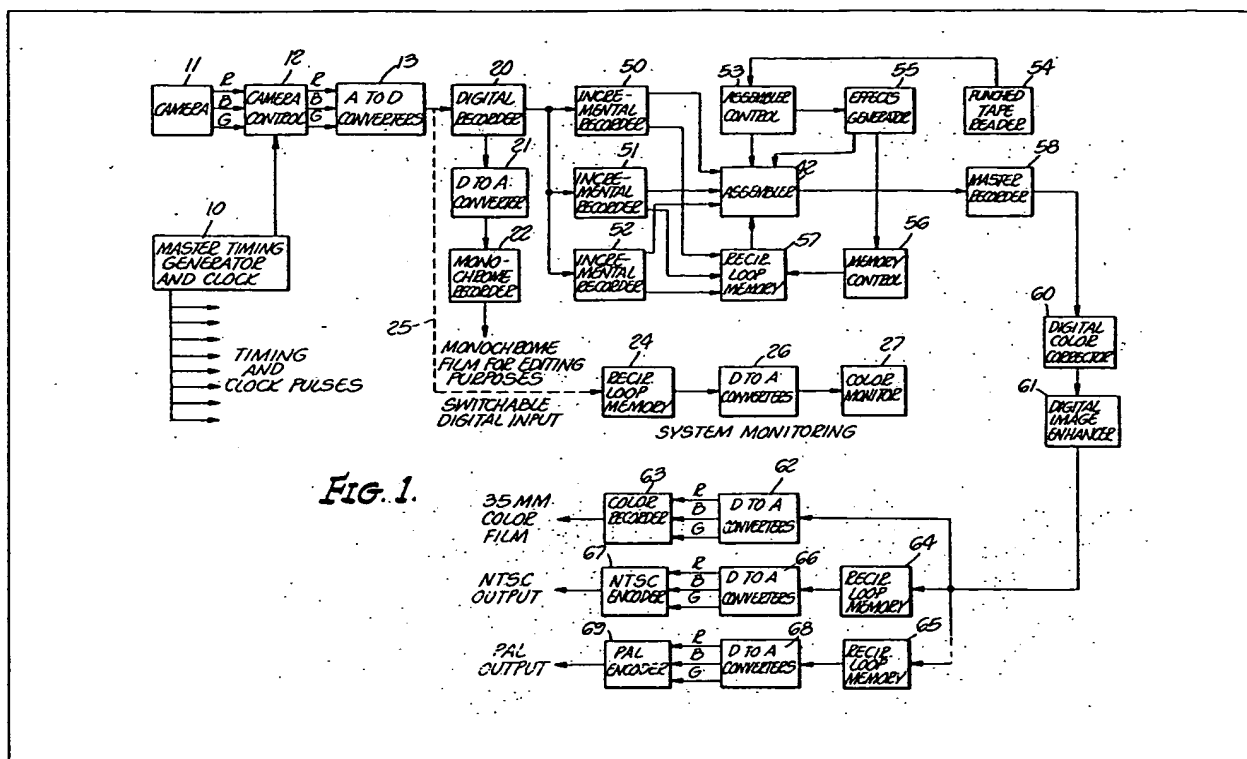 11
CAMERA
R
B
G
12
CAMERA
CONTROL
R
B
G
13
A TO D
CONVERTERS
20
DIGITAL
RECORDER
50
INCRE-
MENTAL
RECORDER
53
ASSEMBLER
CONTROL
55
EFFECTS
GENERATOR
54
PUNCHED
TAPE
READER
21
D TO A
CONVERTER
51
INCRE-
MENTAL
RECORDER
42
ASSEMBLER
58
MASTER
RECORDER
10
MASTER TIMING
GENERATOR
AND CLOCK
22
MONO-
CHROME
RECORDER
52
INCRE-
MENTAL
RECORDER
57
RECIR.
LOOP
MEMORY
56
MEMORY
CONTROL
25
TIMING
AND
CLOCK PULSES
MONOCHROME
FILM FOR EDITING
PURPOSES
SWITCHABLE
DIGITAL INPUT
24
RECIR.
LOOP
MEMORY
26
D TO A
CONVERTERS
27
COLOR
MONITOR
SYSTEM MONITORING
60
DIGITAL
COLOR
CORRECTOR
61
DIGITAL
IMAGE
ENHANCER
FIG. 1.
35 MM.
COLOR
FILM
63
COLOR
RECORDER
R
B
G
62
D TO A
CONVERTERS
NTSC
OUTPUT
67
NTSC
ENCODER
R
B
G
66
D TO A
CONVERTERS
64
RECIR.
LOOP
MEMORY
PAL
OUTPUT
69
PAL
ENCODER
R
B
G
68
D TO A
CONVERTERS
65
RECIR.
LOOP
MEMORY